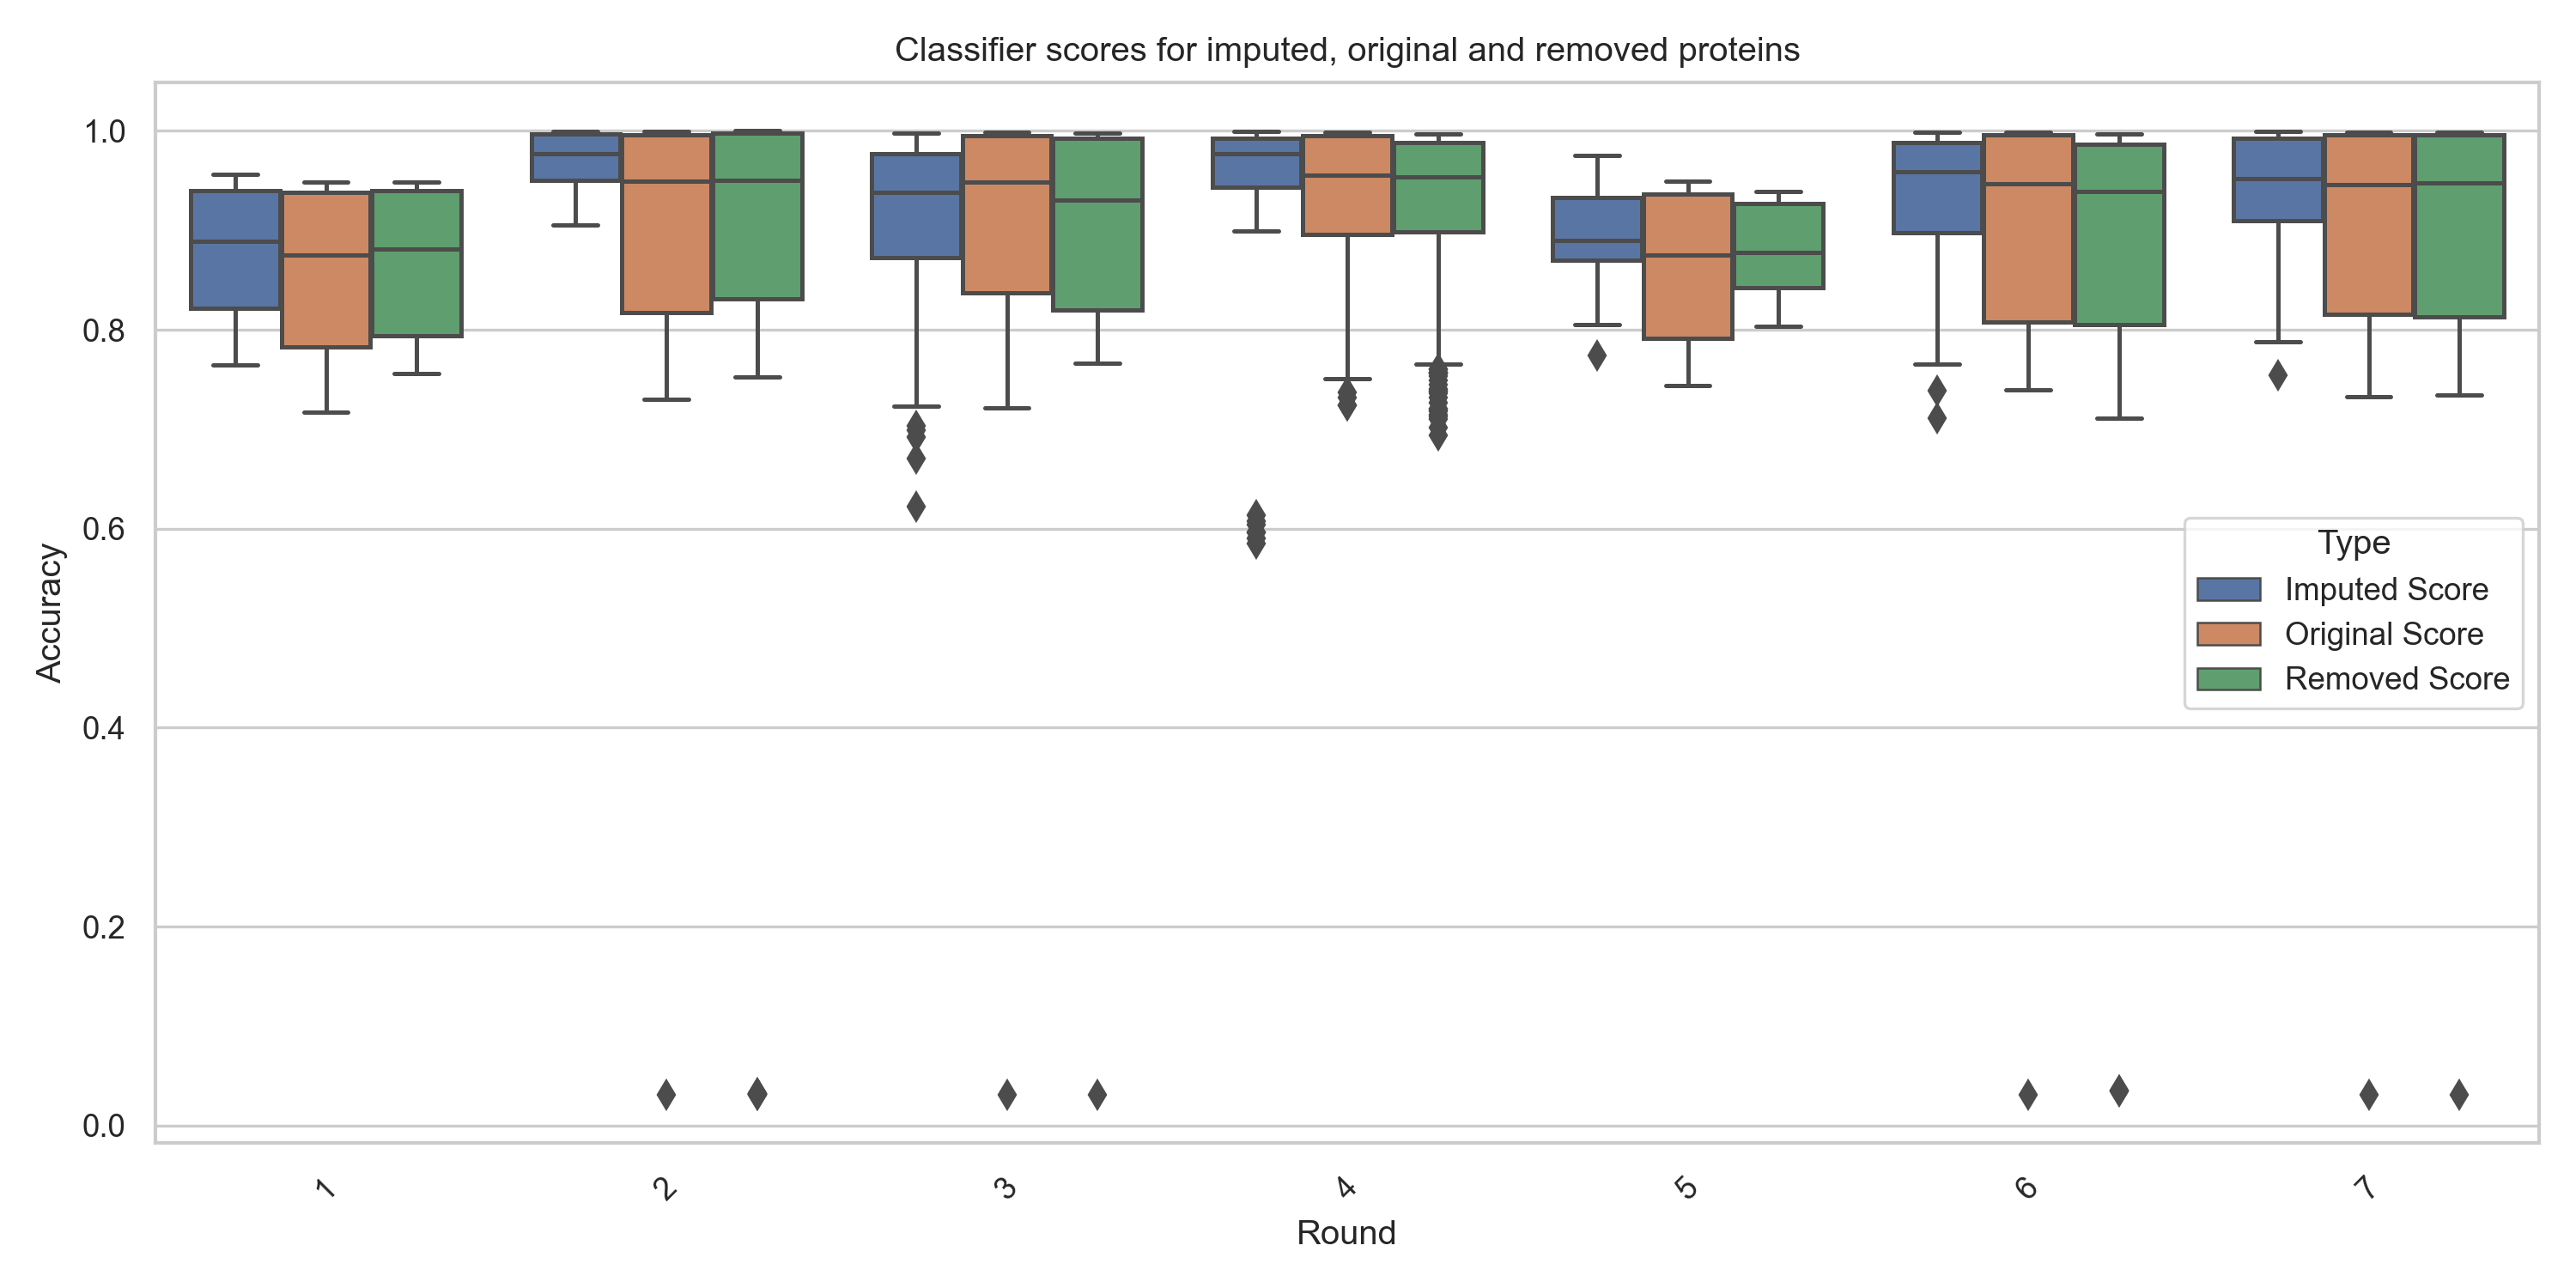 Classifier scores for imputed, original and removed proteins
1.0
0.8
0.6
0.4
0.2
0.0
Accuracy
Type
Imputed Score
Original Score
Removed Score
1 2 3 4 5 6 7
Round